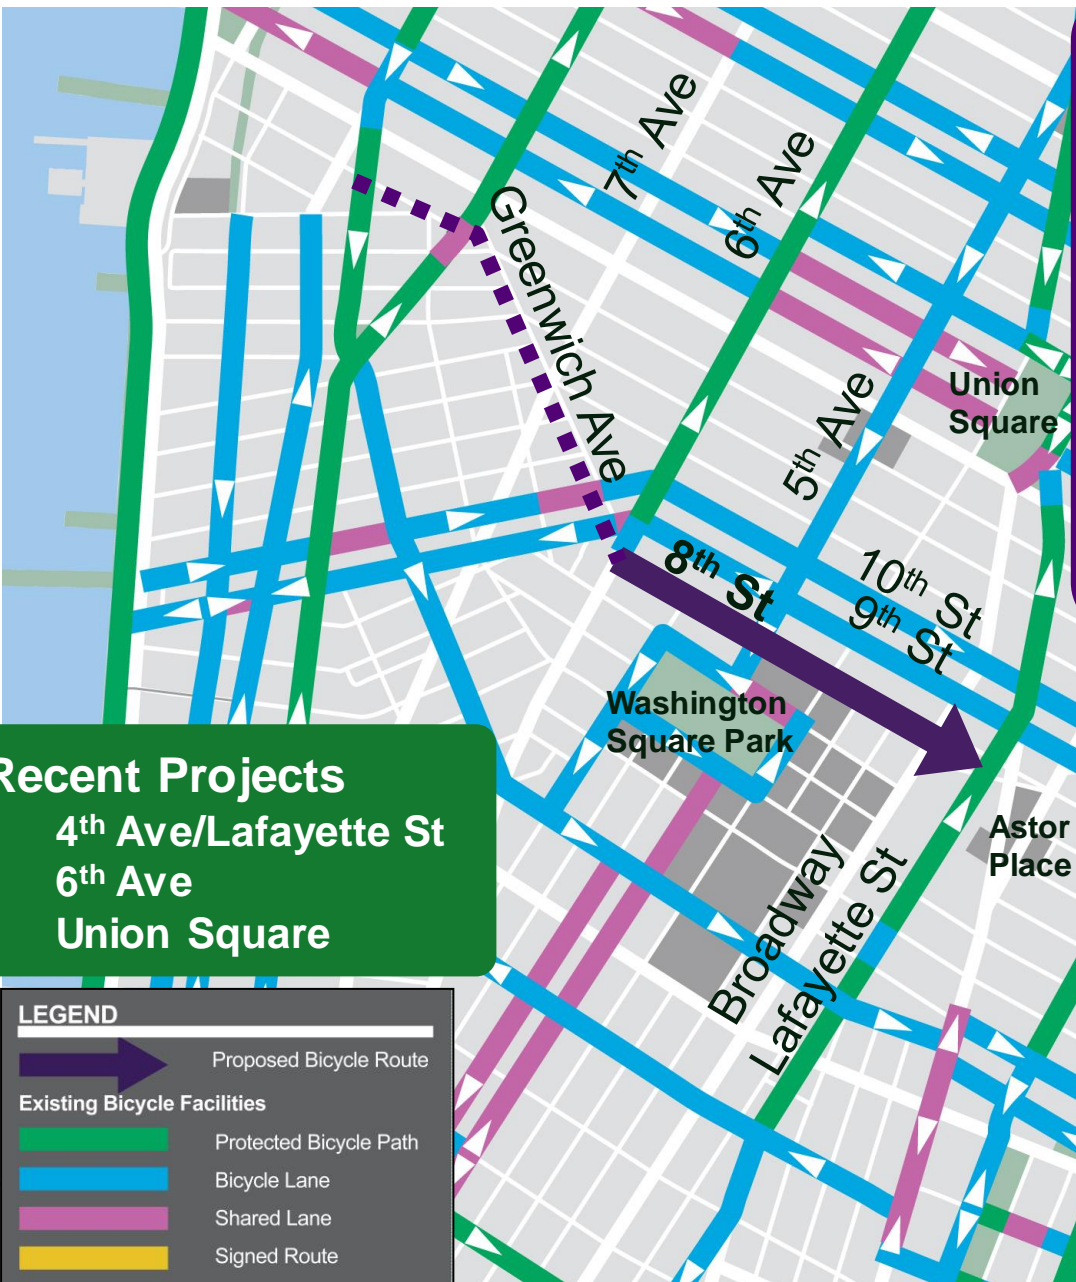 7th Ave
6th Ave
Greenwich Ave
Union
Square
5th Ave
8th St
10th St
9th St
Washington
Square Park
Recent Projects
4th Ave/Lafayette St
6th Ave
Union Square
Astor
Place
Broadway
Lafayette St
LEGEND
Proposed Bicycle Route
Existing Bicycle Facilities
Protected Bicycle Path
Bicycle Lane
Shared Lane
Signed Route